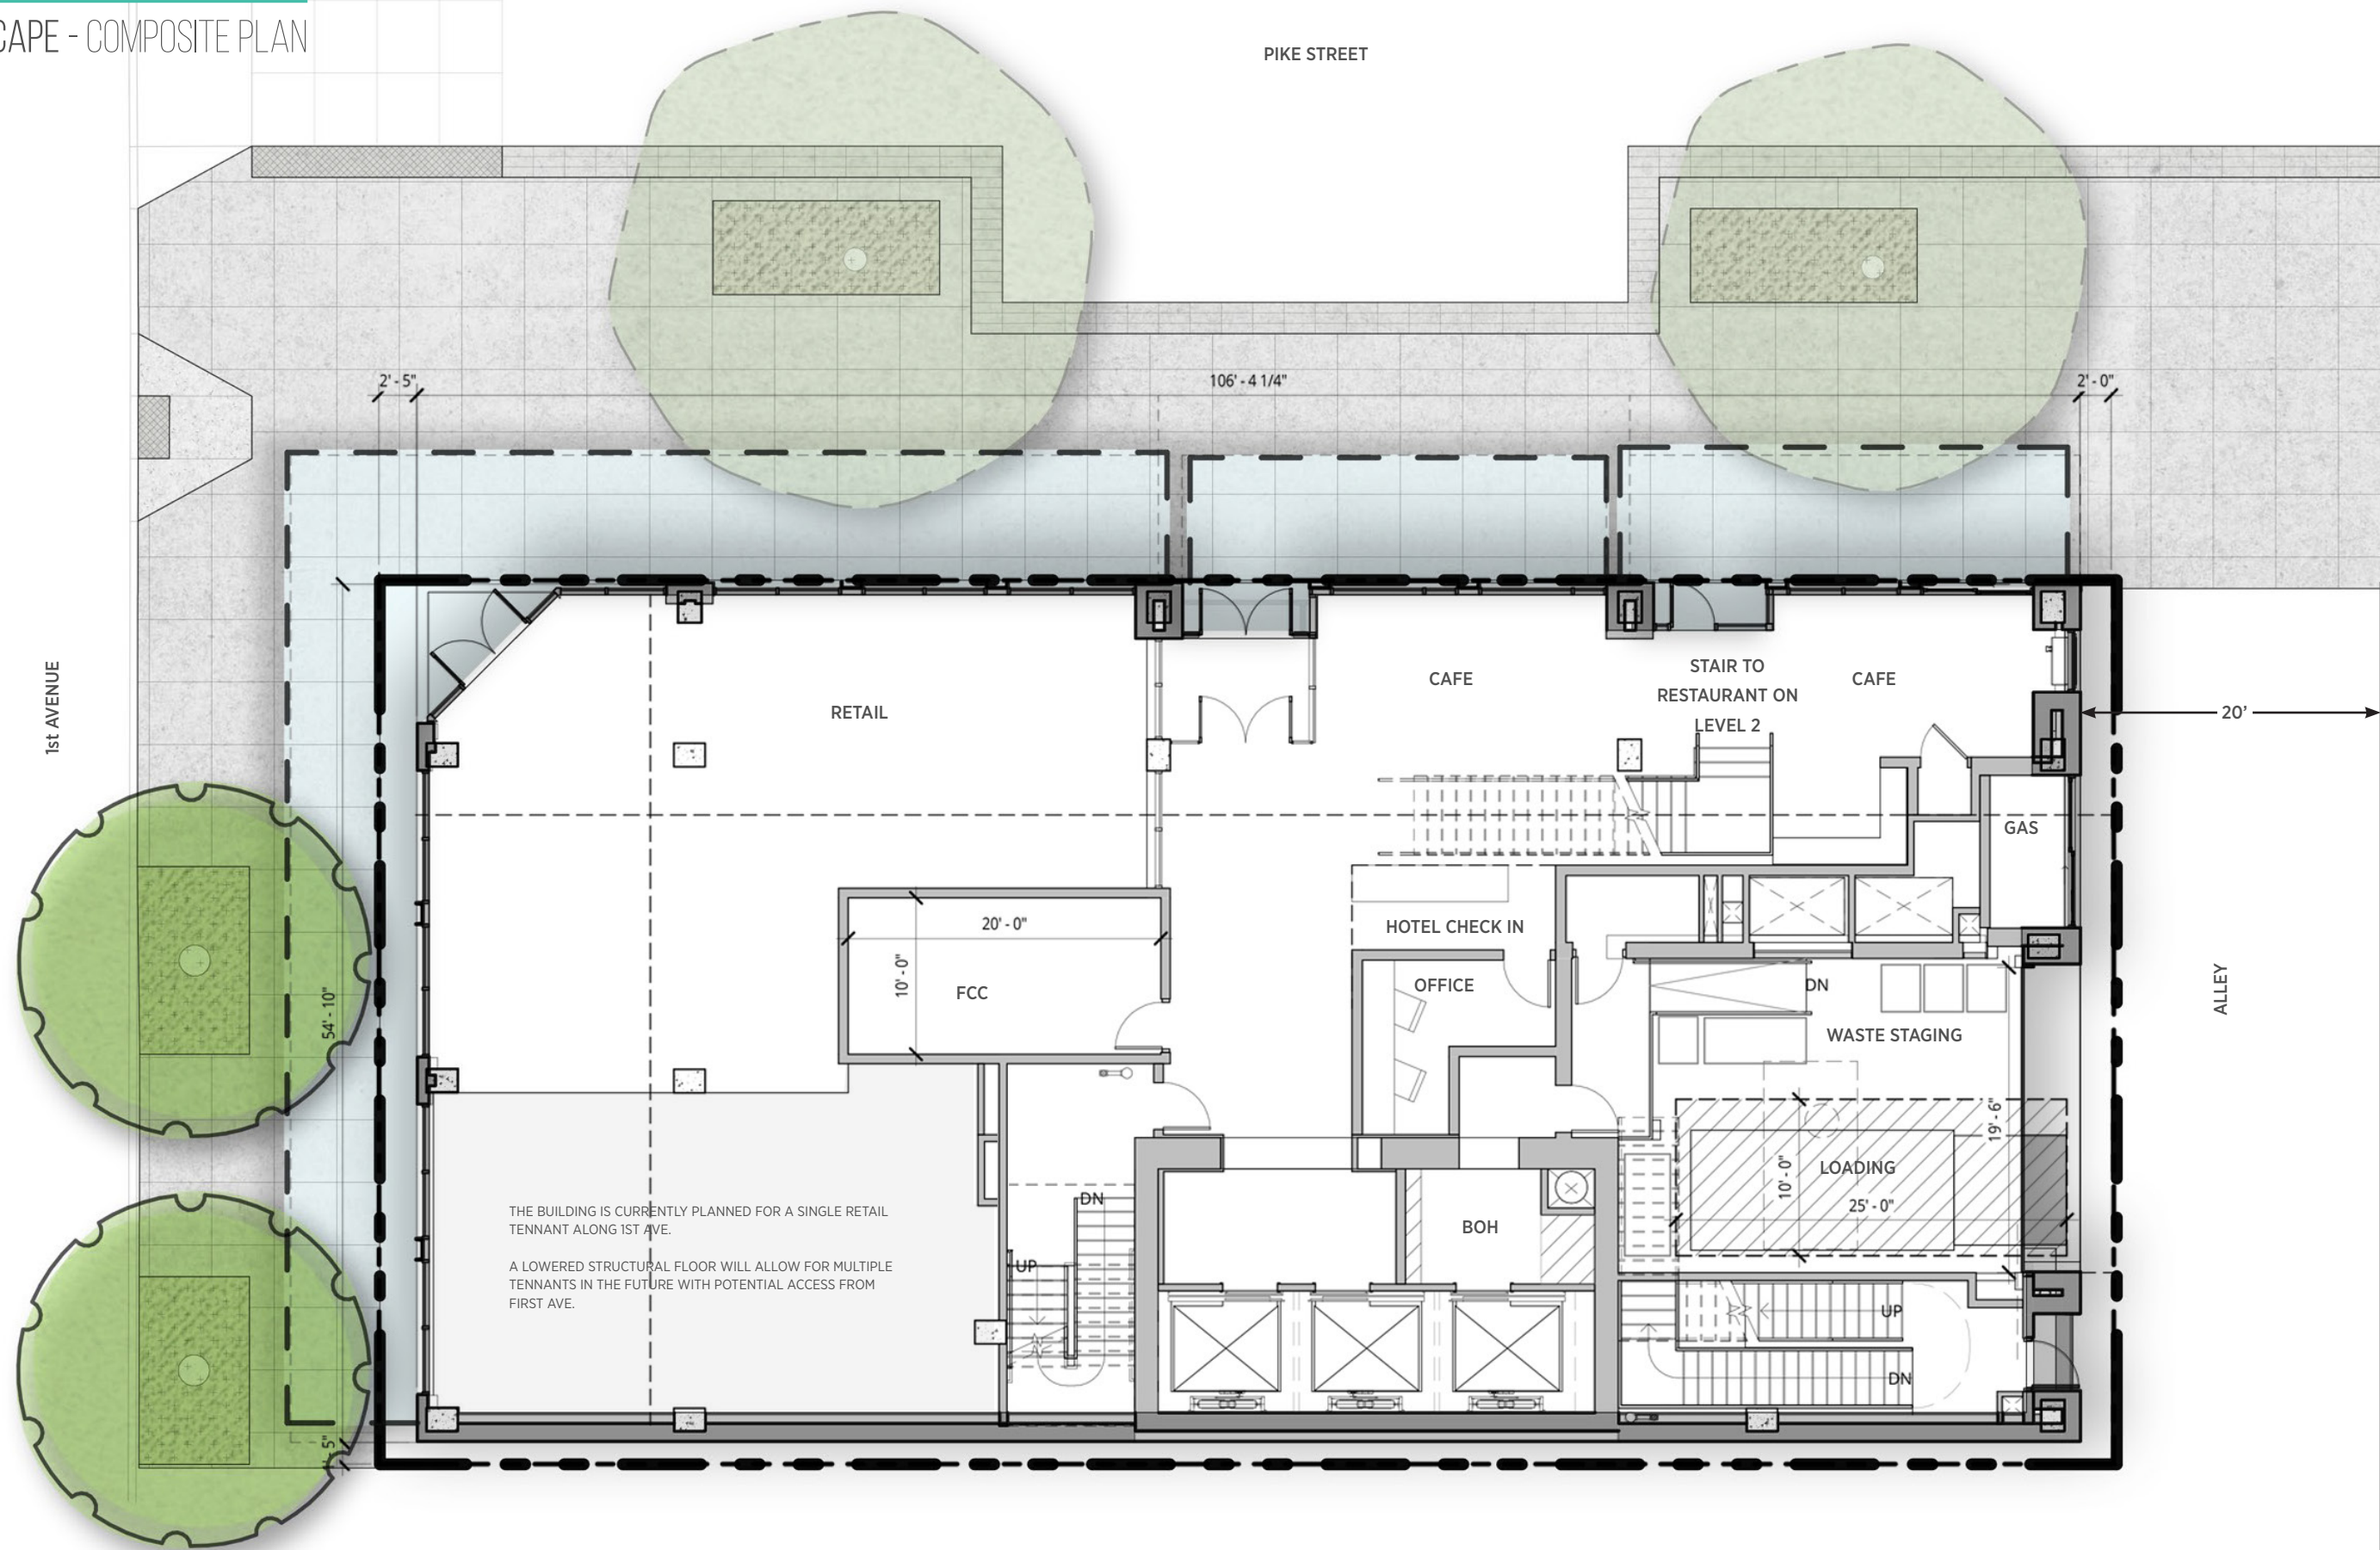 CAPE - COMPOSITE PLAN
PIKE STREET
2' - 5"
106' - 4 1/4"
2' - 0"
1st AVENUE
RETAIL
CAFE
STAIR TO
RESTAURANT ON
LEVEL 2
CAFE
20'
GAS
20' - 0"
10' - 0"
FCC
HOTEL CHECK IN
OFFICE
DN
WASTE STAGING
ALLEY
54' - 10"
19' - 6"
LOADING
10' - 0"
25' - 0"
DN
UP
BOH
THE BUILDING IS CURRENTLY PLANNED FOR A SINGLE RETAIL
TENNANT ALONG 1ST AVE.
A LOWERED STRUCTURAL FLOOR WILL ALLOW FOR MULTIPLE
TENNANTS IN THE FUTURE WITH POTENTIAL ACCESS FROM
FIRST AVE.
UP
DN
5"